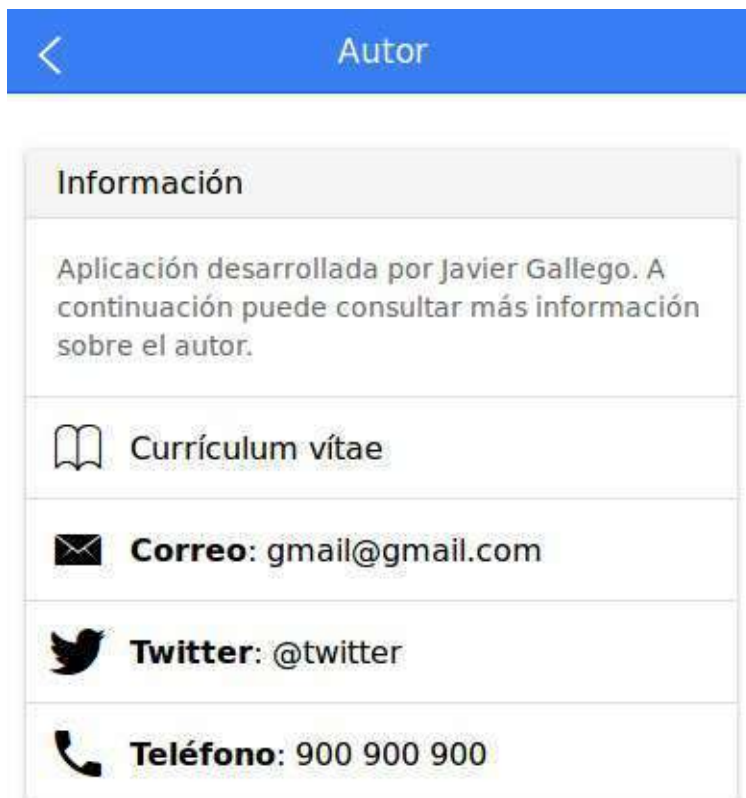 Autor
Información
Aplicación desarrollada por Javier Gallego. A
continuación puede consultar más información
sobre el autor.
Currículum vítae
Correo: gmail@gmail.com
Twitter: @twitter
Teléfono: 900 900 900